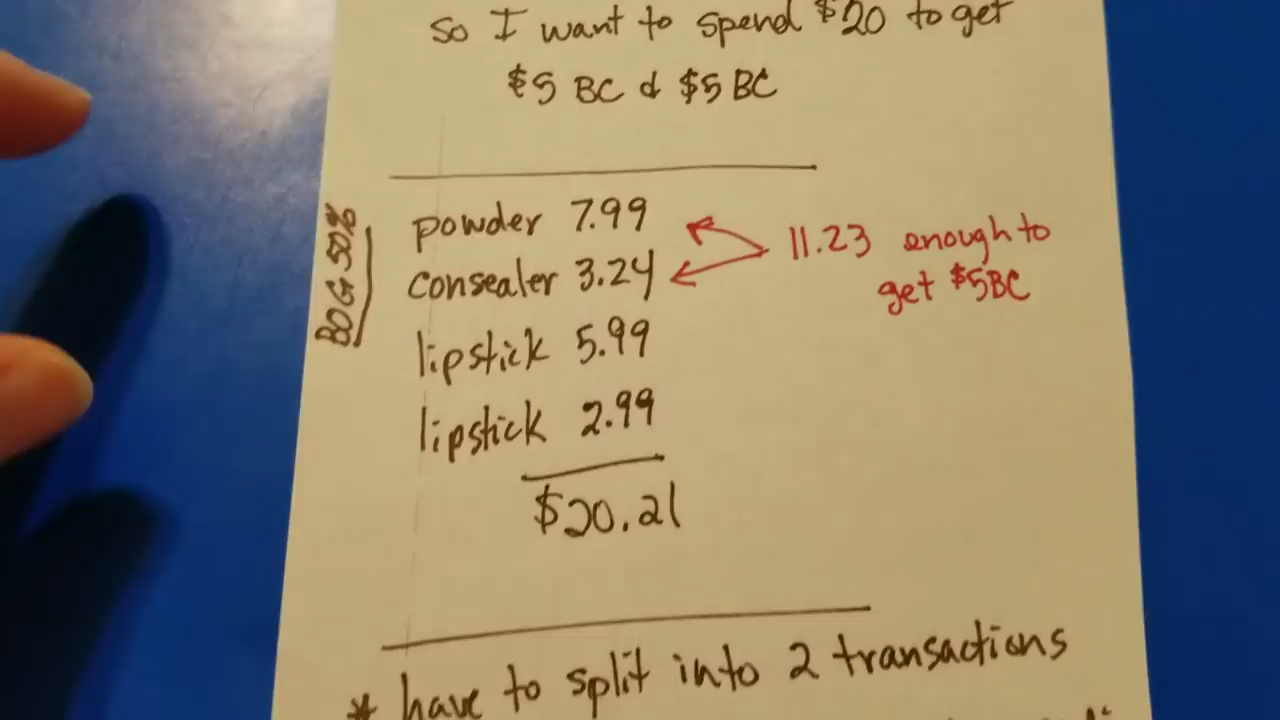 so I want to spend $20 to get
$5 BC & $5 BC
BOG 50%
powder 7.99
consealer 3.24
11.23 enough to
get $5BC
lipstick 5.99
lipstick 2.99
$20.21
* have to split into 2 transactions